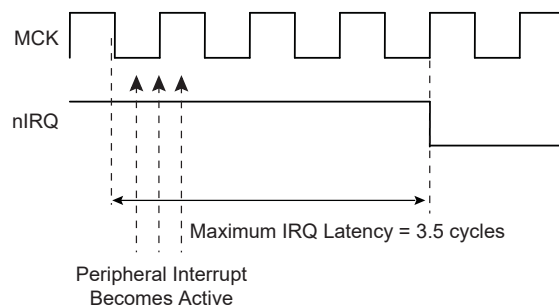 MCK
nIRQ
Maximum IRQ Latency = 3.5 cycles
Peripheral Interrupt
Becomes Active